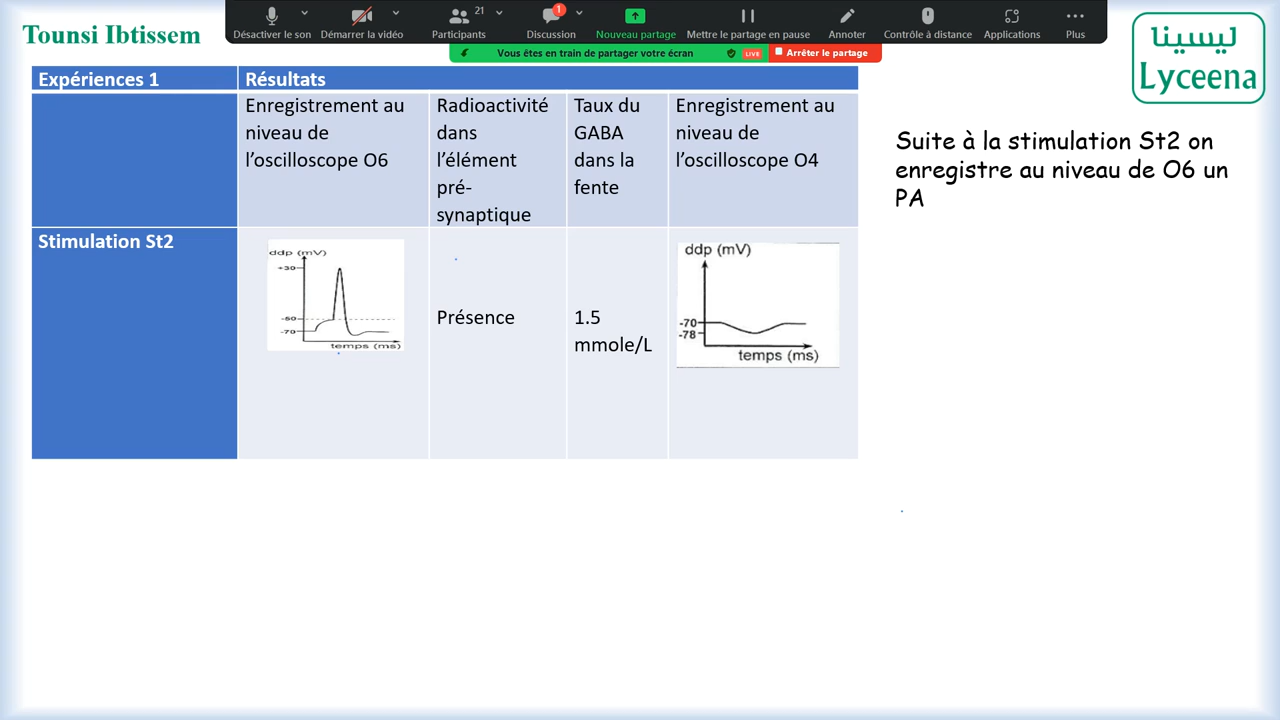 Tounsi Ibtissem
21
1
Désactiver le son
Démarrer la vidéo
Participants
Discussion
Nouveau partage
Mettre le partage en pause
Annoter
Contrôle à distance
Applications
Plus
Vous êtes en train de partager votre écran
LIVE
Arrêter le partage
ليسينا
Lyceena
Expériences 1
Résultats
Enregistrement au
niveau de
l'oscilloscope O6
Radioactivité
dans
l'élément
pré-
synaptique
Taux du
GABA
dans la
fente
Enregistrement au
niveau de
l'oscilloscope O4
Suite à la stimulation St2 on
enregistre au niveau de O6 un
PA
Stimulation St2
ddp (mV)
+30
-50
-70
temps (ms)
Présence
1.5
mmole/L
ddp (mV)
-70
-78
temps (ms)